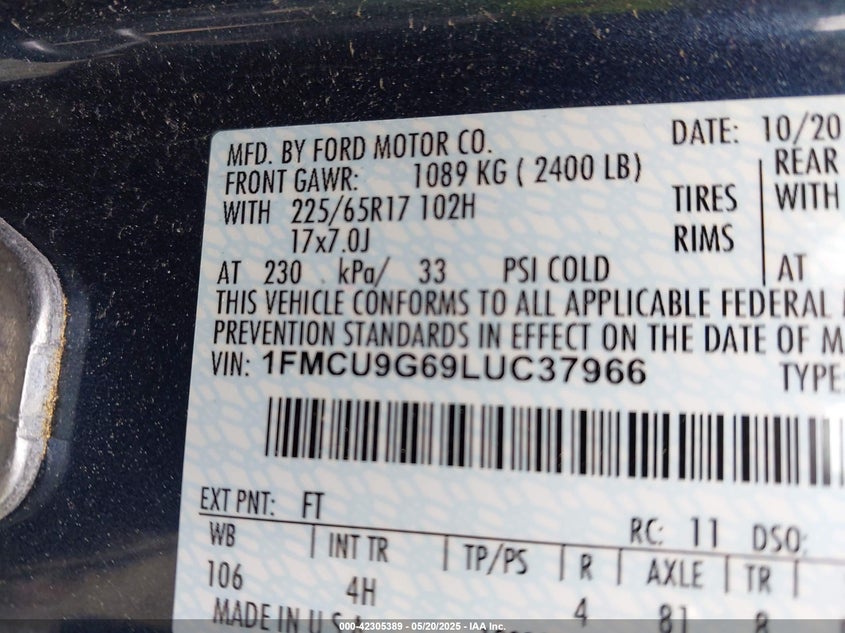 MFD. BY FORD MOTOR CO. DATE: 10/20
FRONT GAWR: 1089 KG ( 2400 LB) REAR
WITH 225/65R17 102H TIRES WITH
17x7.0J RIMS
AT 230 kPa/ 33 PSI COLD AT
THIS VEHICLE CONFORMS TO ALL APPLICABLE FEDERAL
PREVENTION STANDARDS IN EFFECT ON THE DATE OF M
VIN: 1FMCU9G69LUC37966 TYPE:
EXT PNT: FT RC: 11 DSO:
WB INT TR TP/PS R AXLE TR
106 4H 4 81 8
MADE IN U.S.A
000-42305389 - 05/20/2025 - IAA Inc.